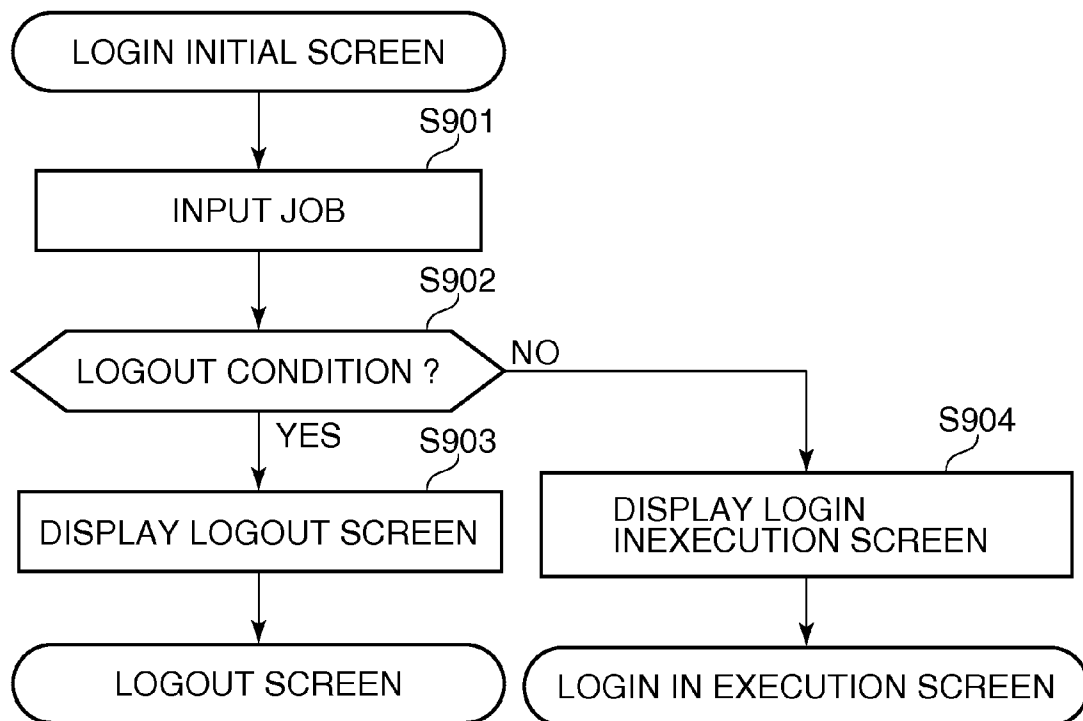 LOGIN INITIAL SCREEN
S901
INPUT JOB
S902
LOGOUT CONDITION ?
NO
YES
S903
DISPLAY LOGOUT SCREEN
S904
DISPLAY LOGIN
INEXECUTION SCREEN
LOGOUT SCREEN
LOGIN IN EXECUTION SCREEN